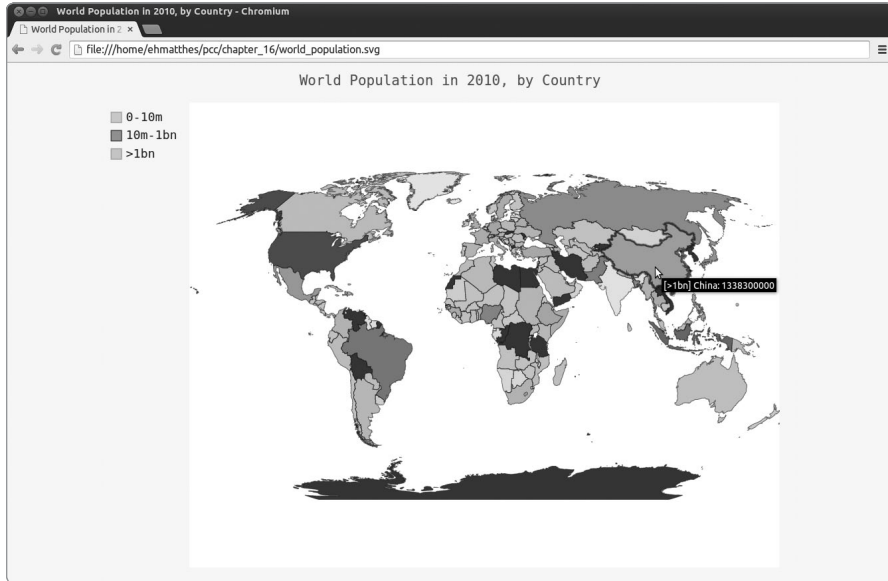 World Population in 2010, by Country - Chromium
World Population in 2
file:///home/ehmatthes/pcc/chapter_16/world_population.svg
World Population in 2010, by Country
0-10m
10m-1bn
>1bn
[>1bn] China: 1338300000